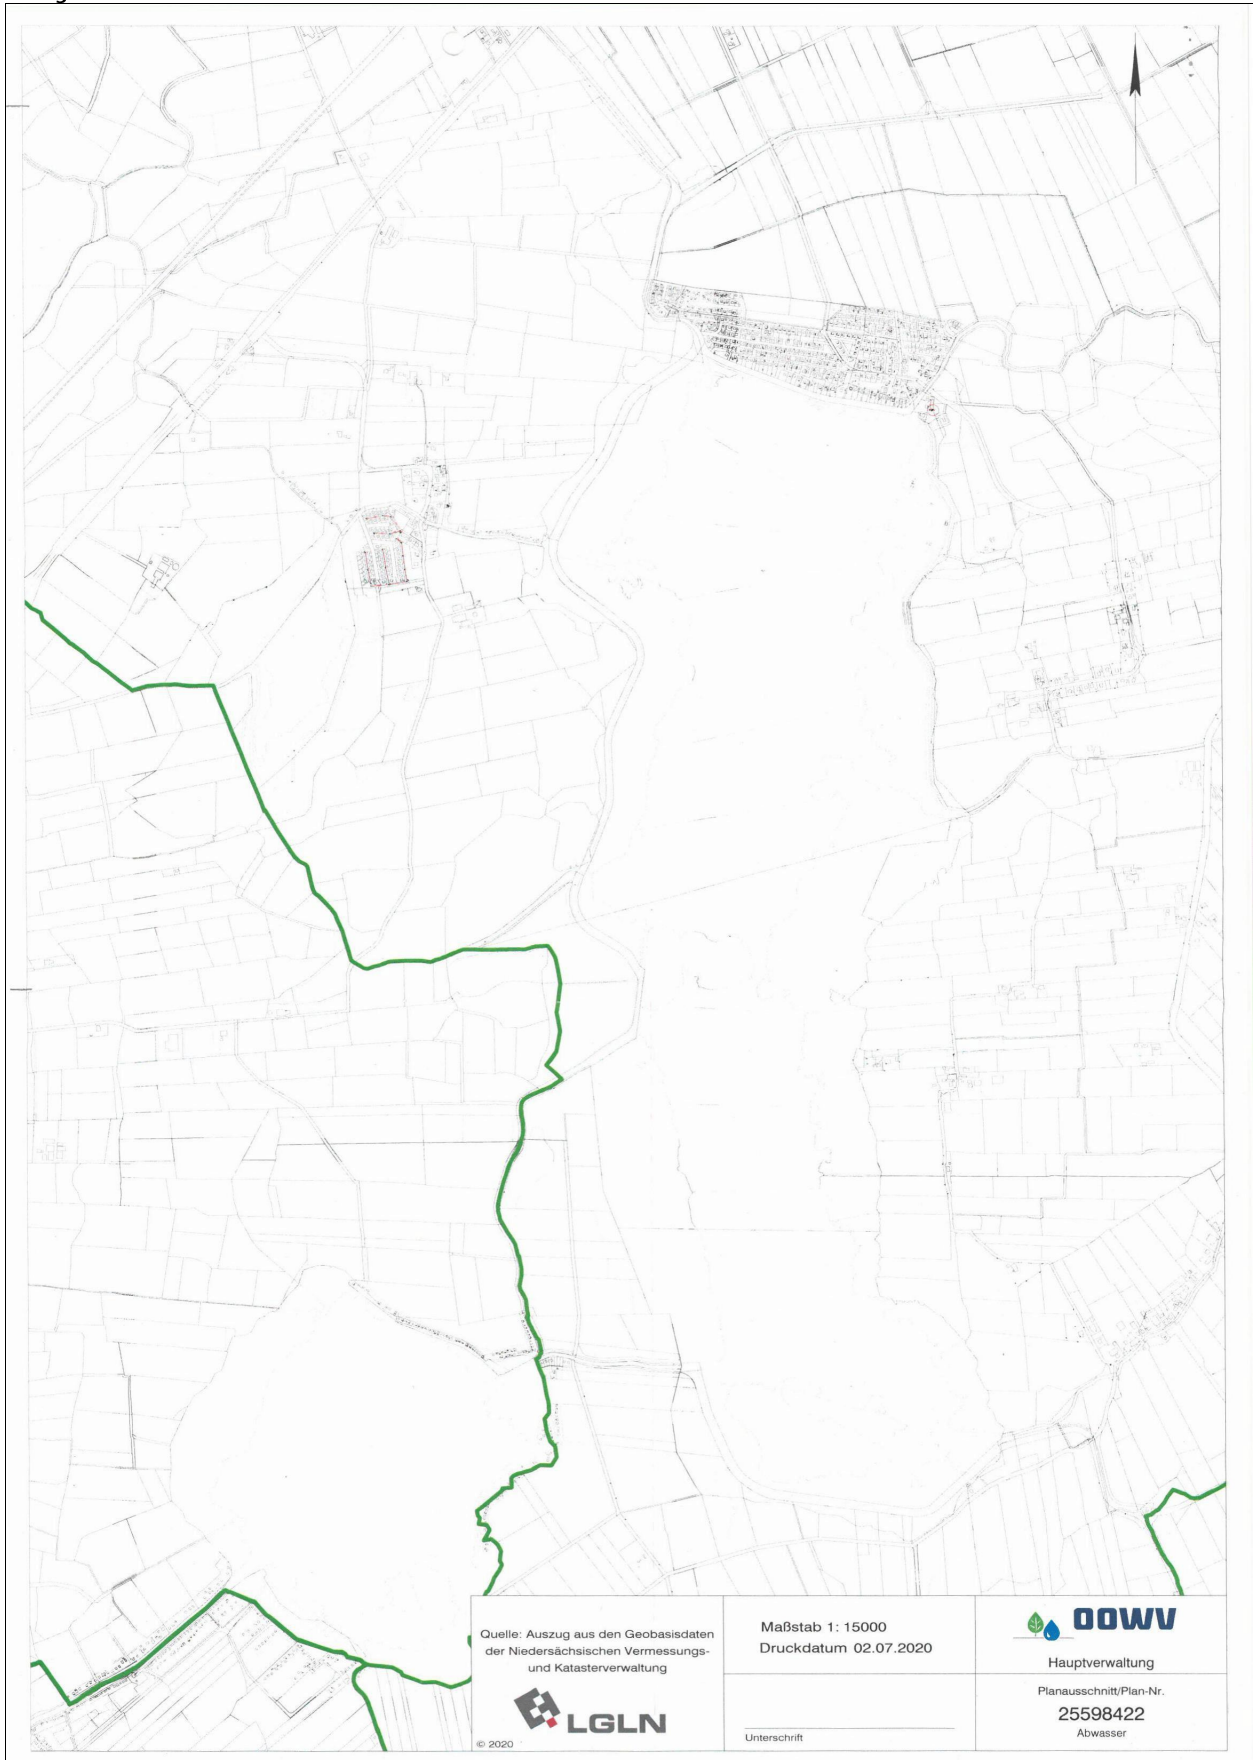 Quelle: Auszug aus den Geobasisdaten
der Niedersächsischen Vermessungs-
und Katasterverwaltung
LGLN
© 2020
Maßstab 1: 15000
Druckdatum 02.07.2020
Unterschrift
OOWV
Hauptverwaltung
Planausschnitt/Plan-Nr.
25598422
Abwasser